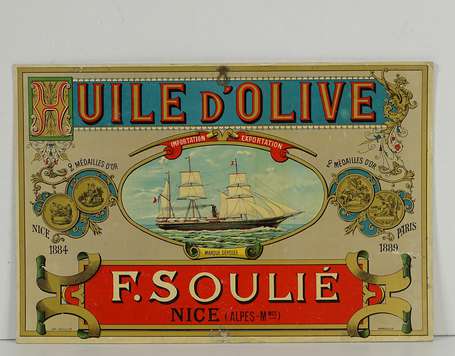 HUILE D'OLIVE
IMPORTATION EXPORTATION
2 MÉDAILLES D'OR
2 MÉDAILLES D'OR
NICE
1884
PARIS
1889
MARQUE DÉPOSÉE
F. SOULIÉ
NICE (ALPES-MMES)